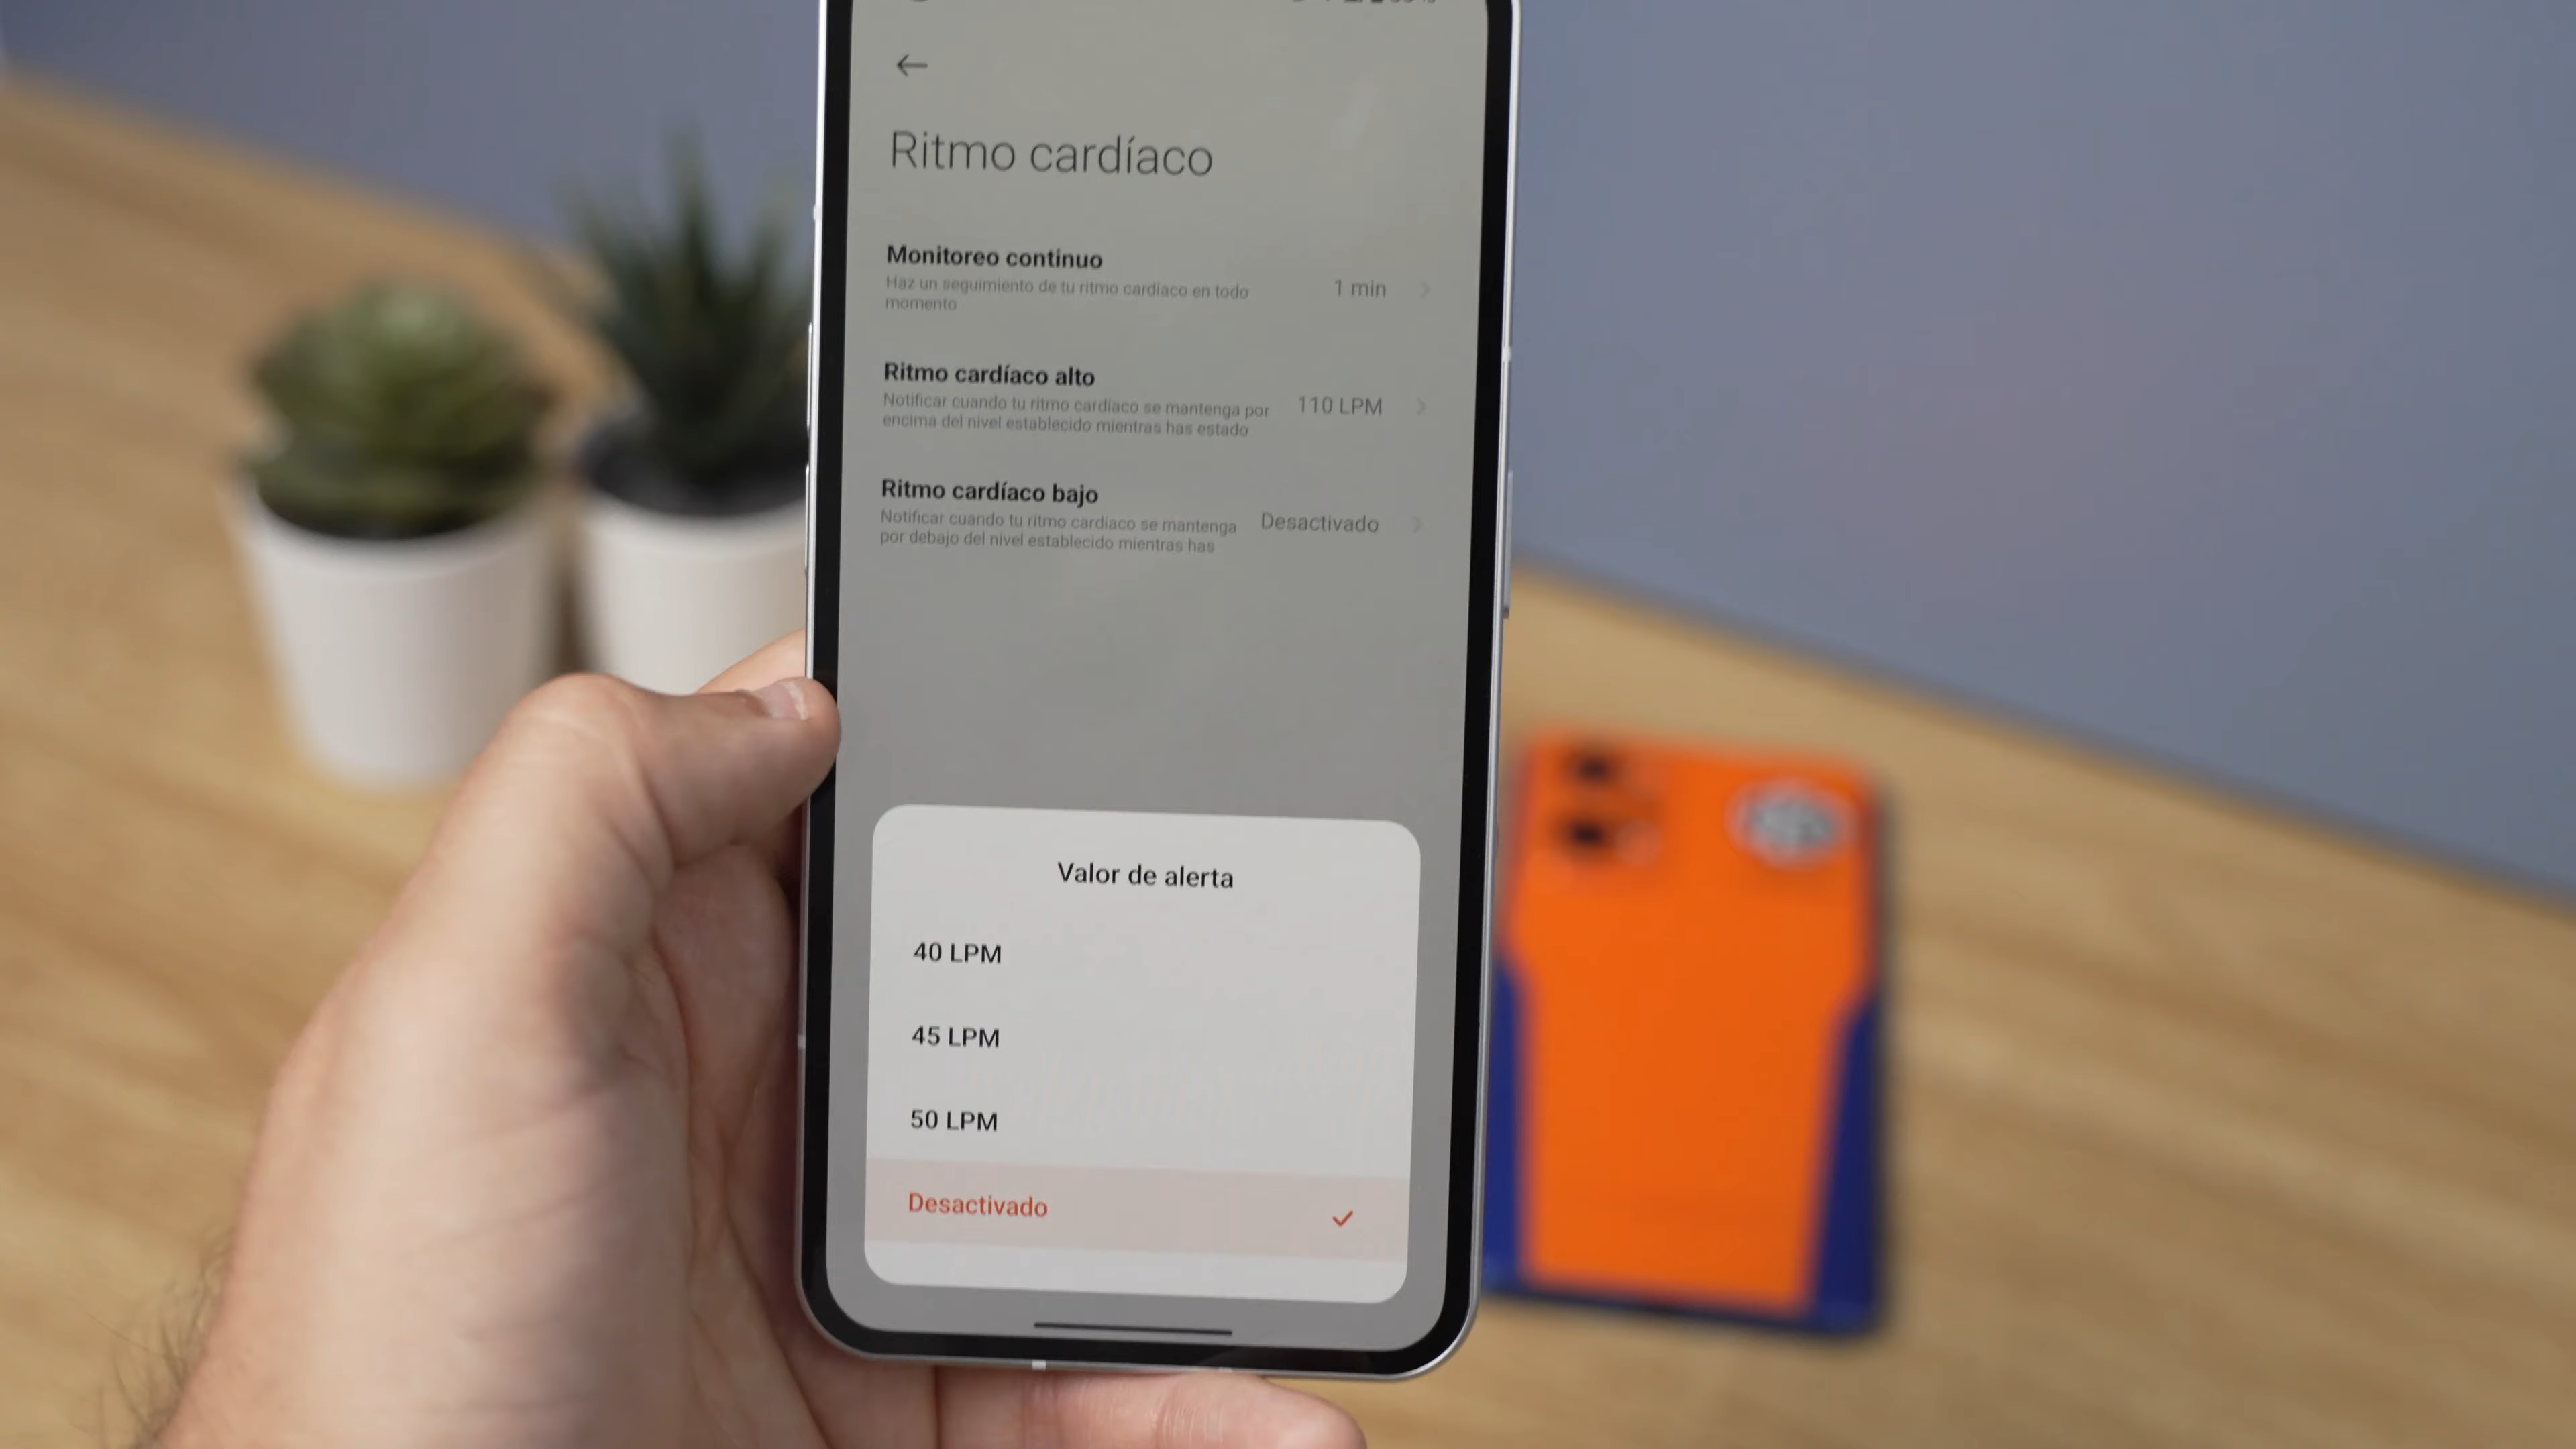 Ritmo cardíaco
Monitoreo continuo
Haz un seguimiento de tu ritmo cardiaco en todo
momento
1 min
Ritmo cardíaco alto
Notificar cuando tu ritmo cardiaco se mantenga por
encima del nivel establecido mientras has estado
110 LPM
Ritmo cardíaco bajo
Notificar cuando tu ritmo cardiaco se mantenga
por debajo del nivel establecido mientras has
Desactivado
Valor de alerta
40 LPM
45 LPM
50 LPM
Desactivado